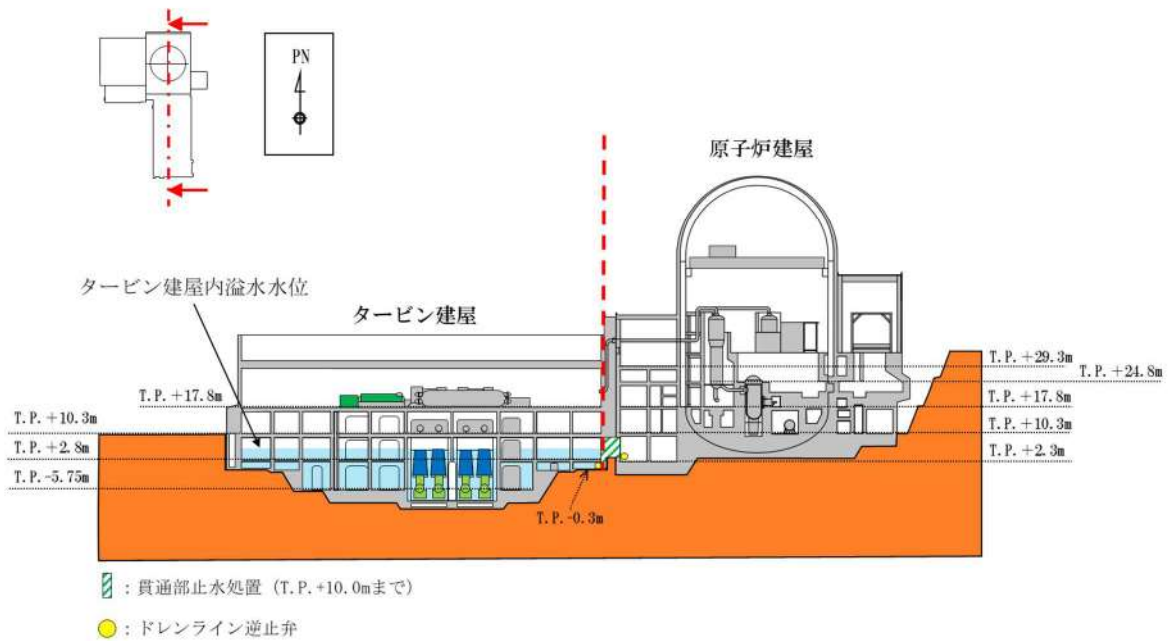 PN
原子炉建屋
タービン建屋内溢水水位
タービン建屋
T.P.+29.3m
T.P.+24.8m
T.P.+17.8m
T.P.+17.8m
T.P.+10.3m
T.P.+10.3m
T.P.+2.8m
T.P.+2.3m
T.P.-5.75m
T.P.-0.3m
：貫通部止水処置（T.P.+10.0mまで）
：ドレンライン逆止弁